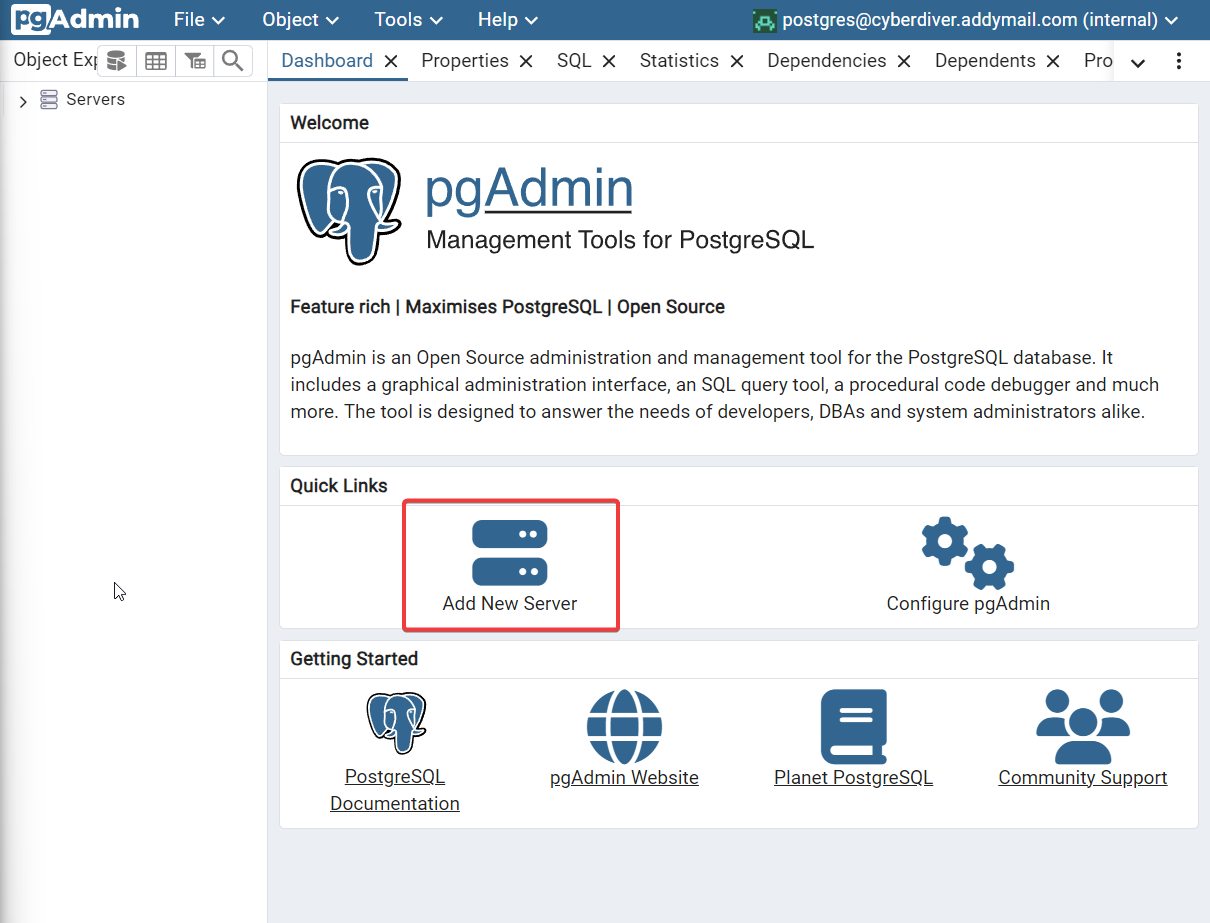 pgAdmin File Object Tools Help postgres@cyberdiver.addymail.com (internal)
Object Exp Dashboard Properties SQL Statistics Dependencies Dependents Pro
Servers
Welcome
pgAdmin
Management Tools for PostgreSQL
Feature rich | Maximises PostgreSQL | Open Source
pgAdmin is an Open Source administration and management tool for the PostgreSQL database. It
includes a graphical administration interface, an SQL query tool, a procedural code debugger and much
more. The tool is designed to answer the needs of developers, DBAs and system administrators alike.
Quick Links
Add New Server Configure pgAdmin
Getting Started
PostgreSQL
Documentation
pgAdmin Website
Planet PostgreSQL
Community Support